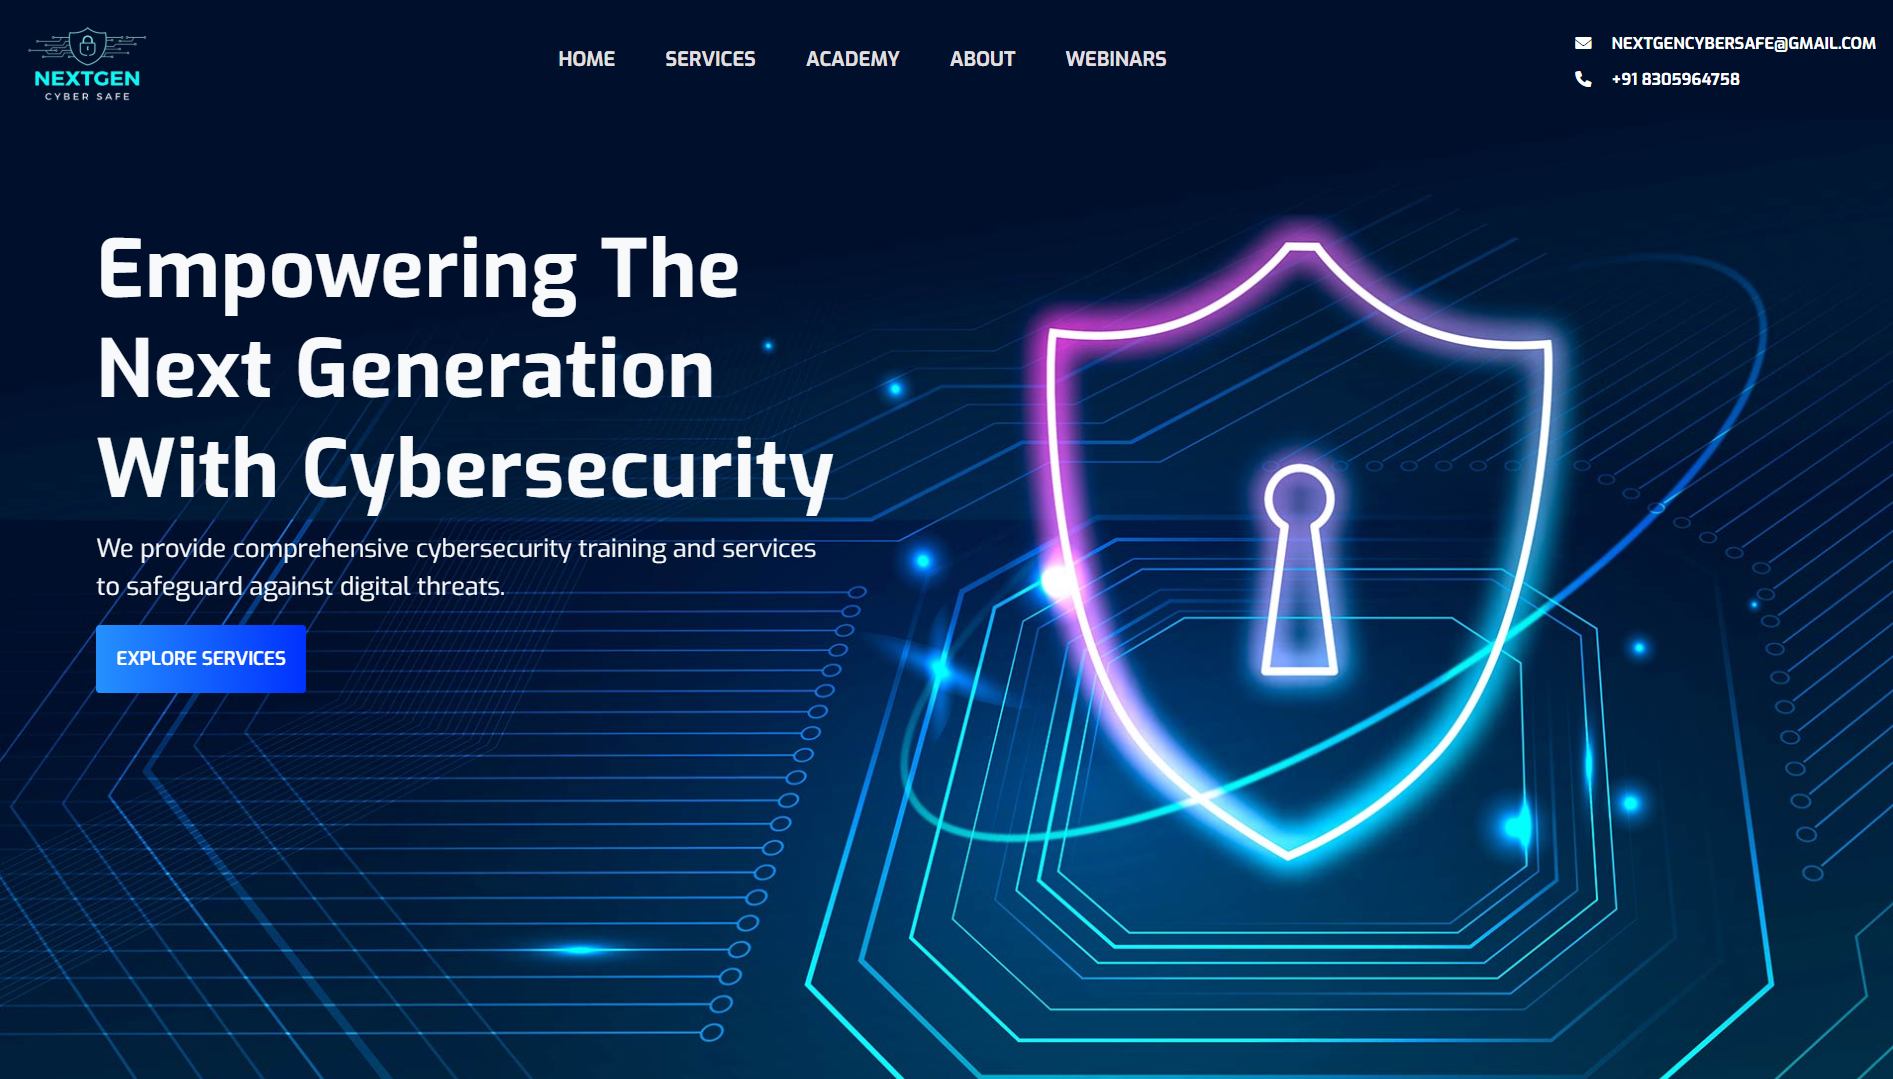 NEXTGEN
CYBER SAFE
HOME SERVICES ACADEMY ABOUT WEBINARS
NEXTGENCYBERSAFE@GMAIL.COM
+91 8305964758
Empowering The
Next Generation
With Cybersecurity
We provide comprehensive cybersecurity training and services
to safeguard against digital threats.
EXPLORE SERVICES